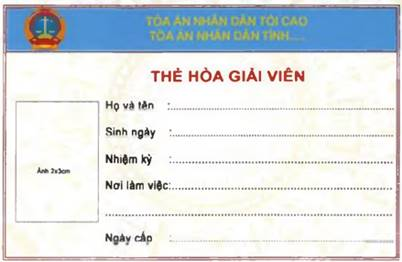 TÒA ÁN NHÂN DÂN TỐI CAO
TÒA ÁN NHÂN DÂN TỈNH.....
THẺ HÒA GIẢI VIÊN
Họ và tên :
Sinh ngày :
Nhiệm kỳ :
Nơi làm việc:
Ngày cấp :
Ảnh 2x3cm